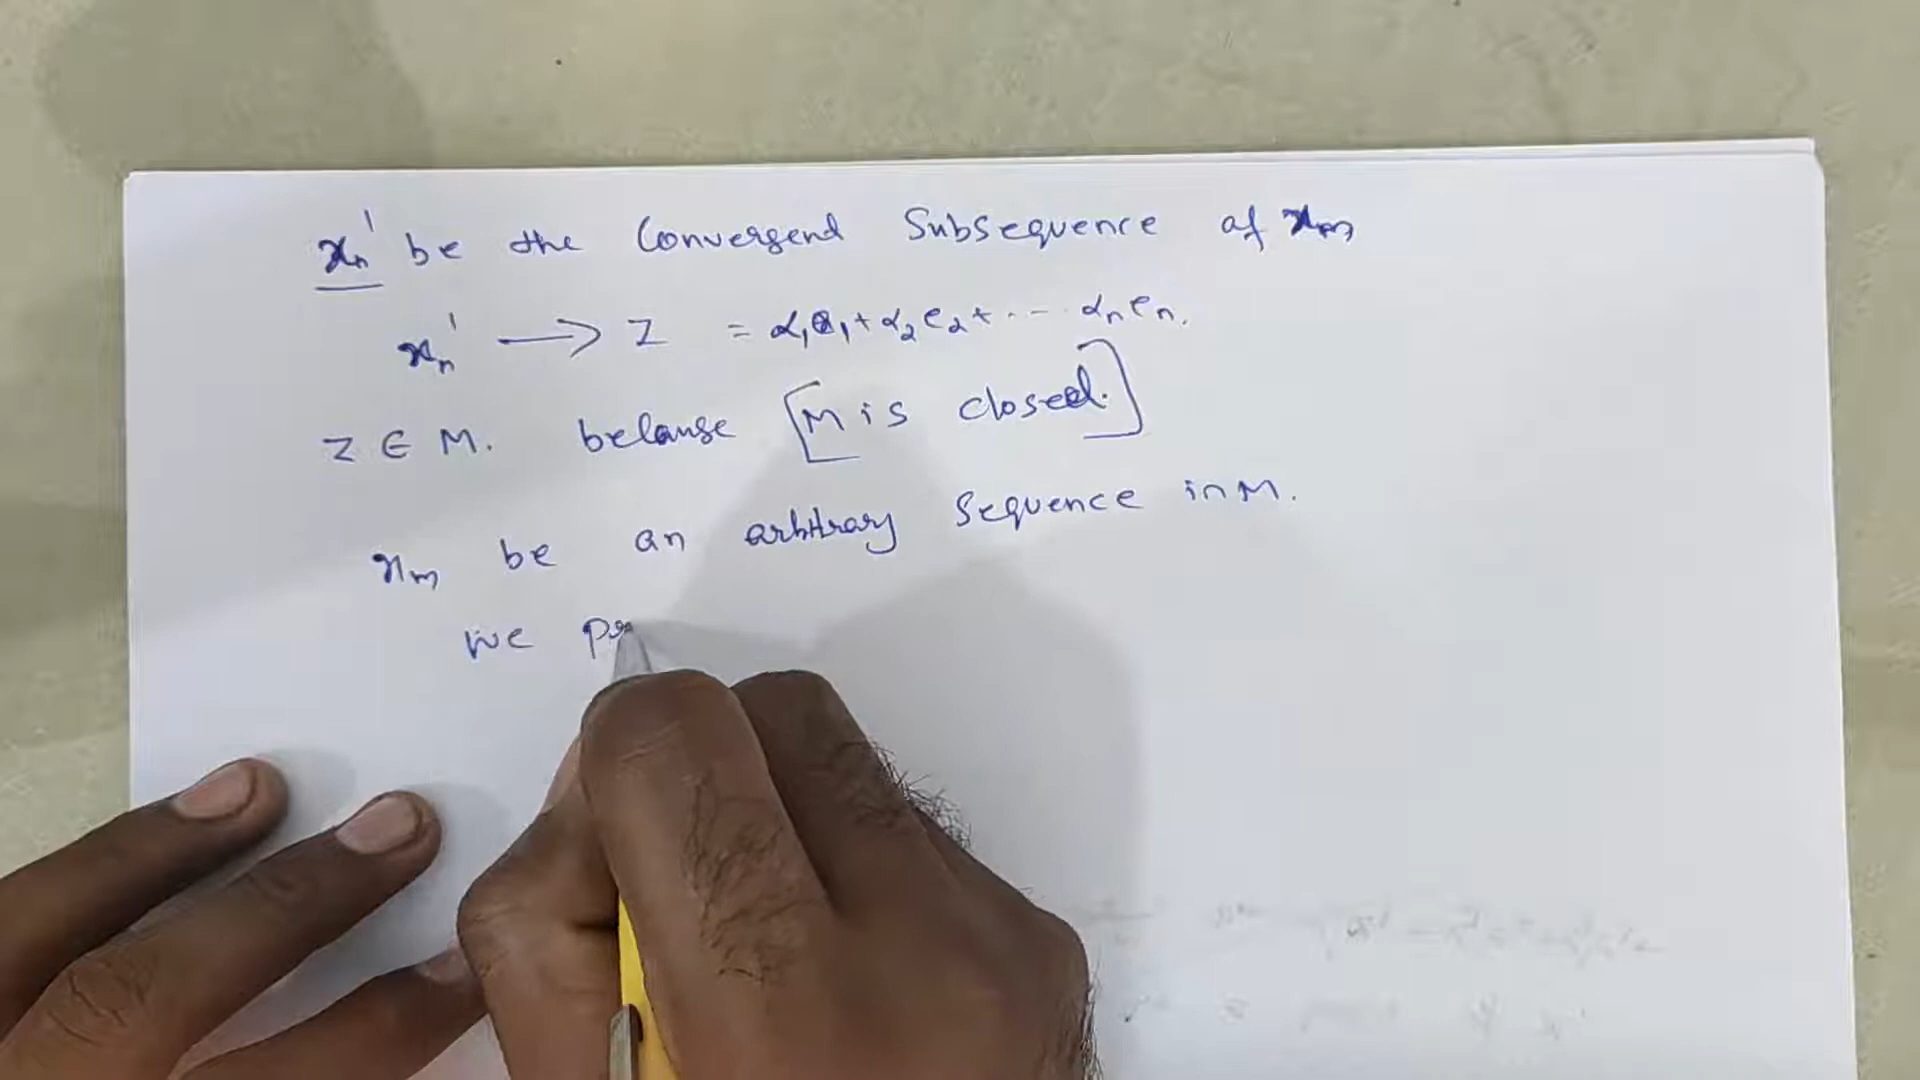 xₙ' be the Convergend Subsequence of xₘ
xₙ' → Z = α₁e₁ + α₂e₂ + ... αₙeₙ.
Z ∈ M. because [M is closed.]
xₘ be an arbitrary Sequence in M.
We